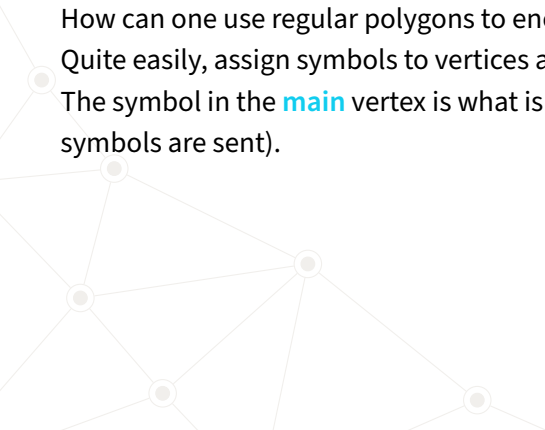 How can one use regular polygons to
Quite easily, assign symbols to vertices
The symbol in the main vertex is what is
symbols are sent).